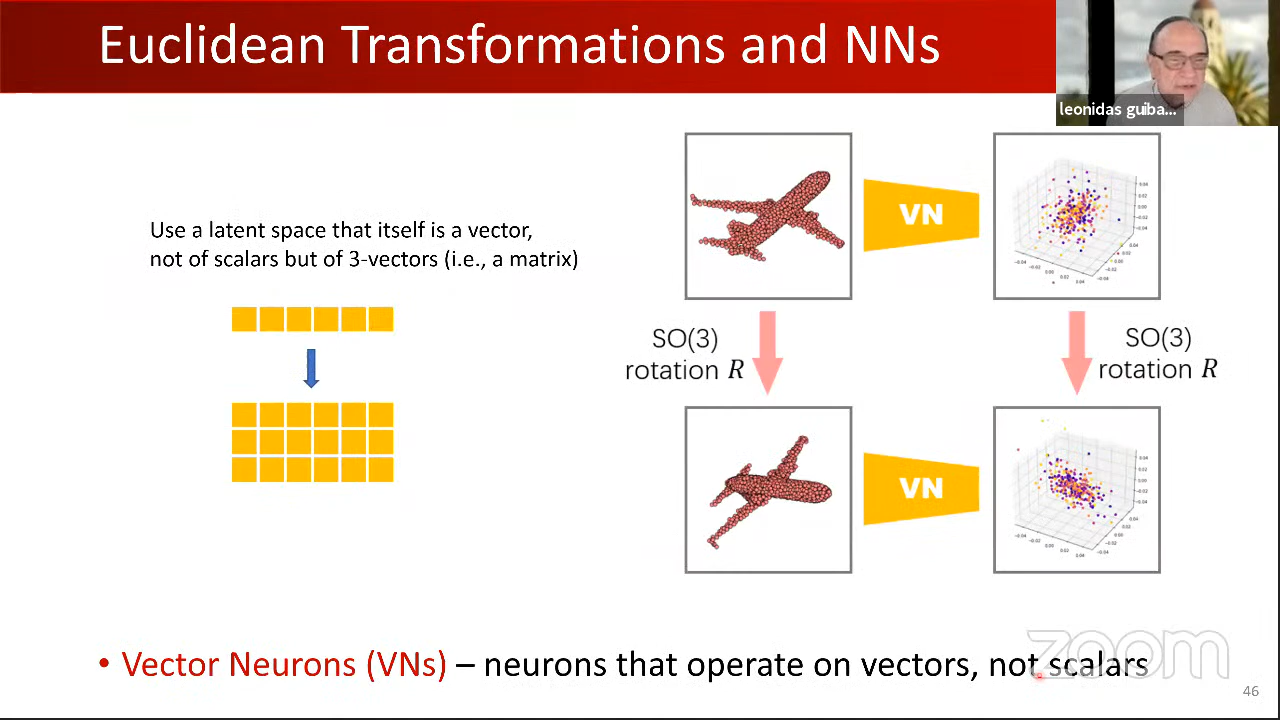 Euclidean Transformations and NNs
leonidas guiba...
Use a latent space that itself is a vector,
not of scalars but of 3-vectors (i.e., a matrix)
VN
SO(3)
rotation R
SO(3)
rotation R
VN
• Vector Neurons (VNs) – neurons that operate on vectors, not scalars
zoom
46